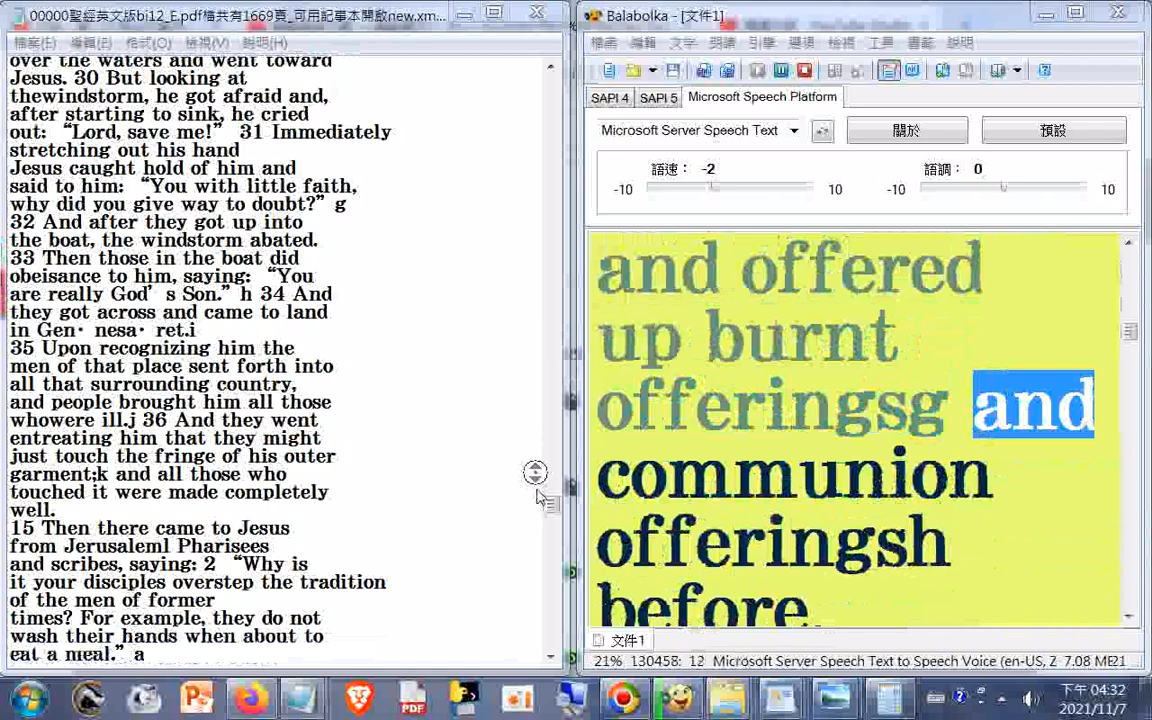 00000聖經英文版bi12_E.pdf檔共有1669頁_可用記事本開啟new.xm...
檔案(F) 編輯(E) 格式(O) 檢視(V) 說明(H)
over the waters and went toward
Jesus. 30 But looking at
thewindstorm, he got afraid and,
after starting to sink, he cried
out: “Lord, save me!” 31 Immediately
stretching out his hand
Jesus caught hold of him and
said to him: “You with little faith,
why did you give way to doubt?” g
32 And after they got up into
the boat, the windstorm abated.
33 Then those in the boat did
obeisance to him, saying: “You
are really God’s Son.” h 34 And
they got across and came to land
in Gen·nesa·ret.i
35 Upon recognizing him the
men of that place sent forth into
all that surrounding country,
and people brought him all those
whowere ill.j 36 And they went
entreating him that they might
just touch the fringe of his outer
garment;k and all those who
touched it were made completely
well.
15 Then there came to Jesus
from Jerusaleml Pharisees
and scribes, saying: 2 “Why is
it your disciples overstep the tradition
of the men of former
times? For example, they do not
wash their hands when about to
eat a meal.” a
Balabolka - [文件1]
檔案 編輯 文字 朗讀 引擎 選項 檢視 工具 書籤 說明
SAPI 4 SAPI 5 Microsoft Speech Platform
Microsoft Server Speech Text 關於 預設
語速： -2 語調： 0
-10 10 -10 10
and offered
up burnt
offeringsg and
communion
offeringsh
before.
文件1
21% 130458: 12 Microsoft Server Speech Text to Speech Voice (en-US, Z 7.08 ME21
PDF
下午 04:32
2021/11/7